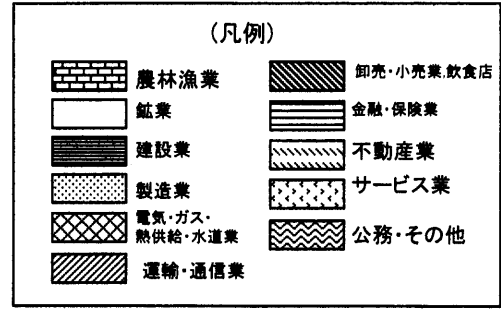 (凡例)
農林漁業
鉱業
建設業
製造業
電気・ガス・
熱供給・水道業
運輸・通信業
卸売・小売業,飲食店
金融・保険業
不動産業
サービス業
公務・その他